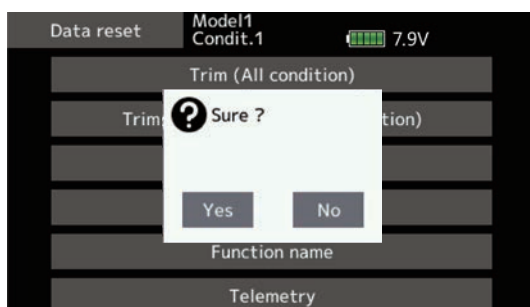 Data reset
Model1
Condit.1
7.9V
Trim (All condition)
Trim
tion)
? Sure ?
Yes
No
Function name
Telemetry